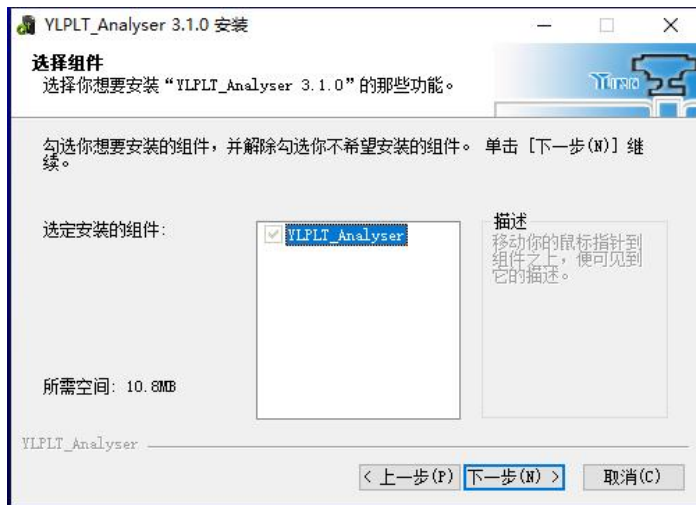 YLPLT_Analyser 3.1.0 安装
选择组件
选择你想要安装“YLPLT_Analyser 3.1.0”的那些功能。
勾选你想要安装的组件，并解除勾选你不希望安装的组件。 单击 [下一步(N)] 继
续。
选定安装的组件:
YLPLT_Analyser
描述
移动你的鼠标指针到
组件之上，便可见到
它的描述。
所需空间: 10.8MB
YLPLT_Analyser
< 上一步(P)
下一步(N) >
取消(C)